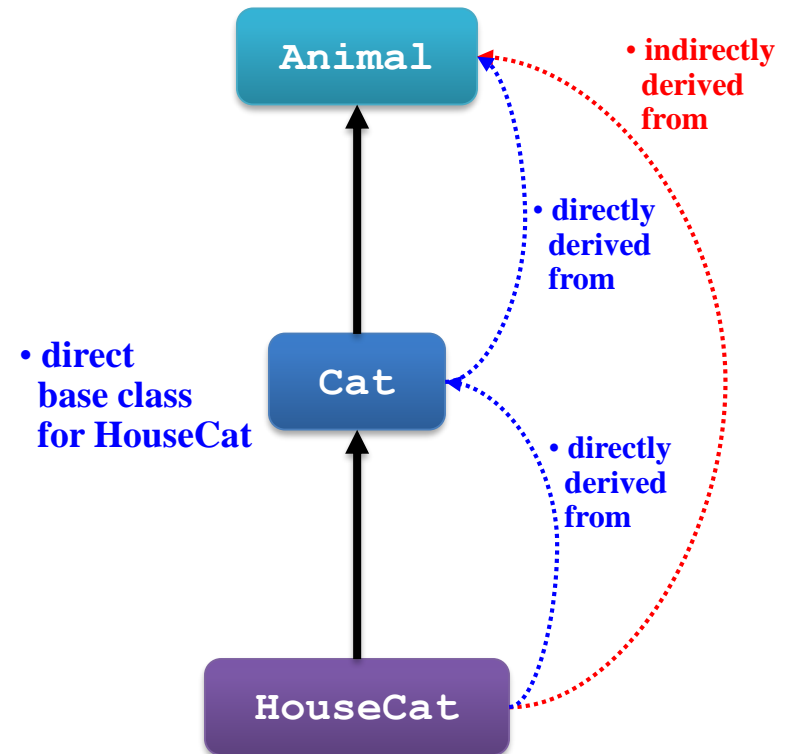 Animal
• indirectly
derived
from
• directly
derived
from
• direct
base class
for HouseCat
Cat
• directly
derived
from
HouseCat